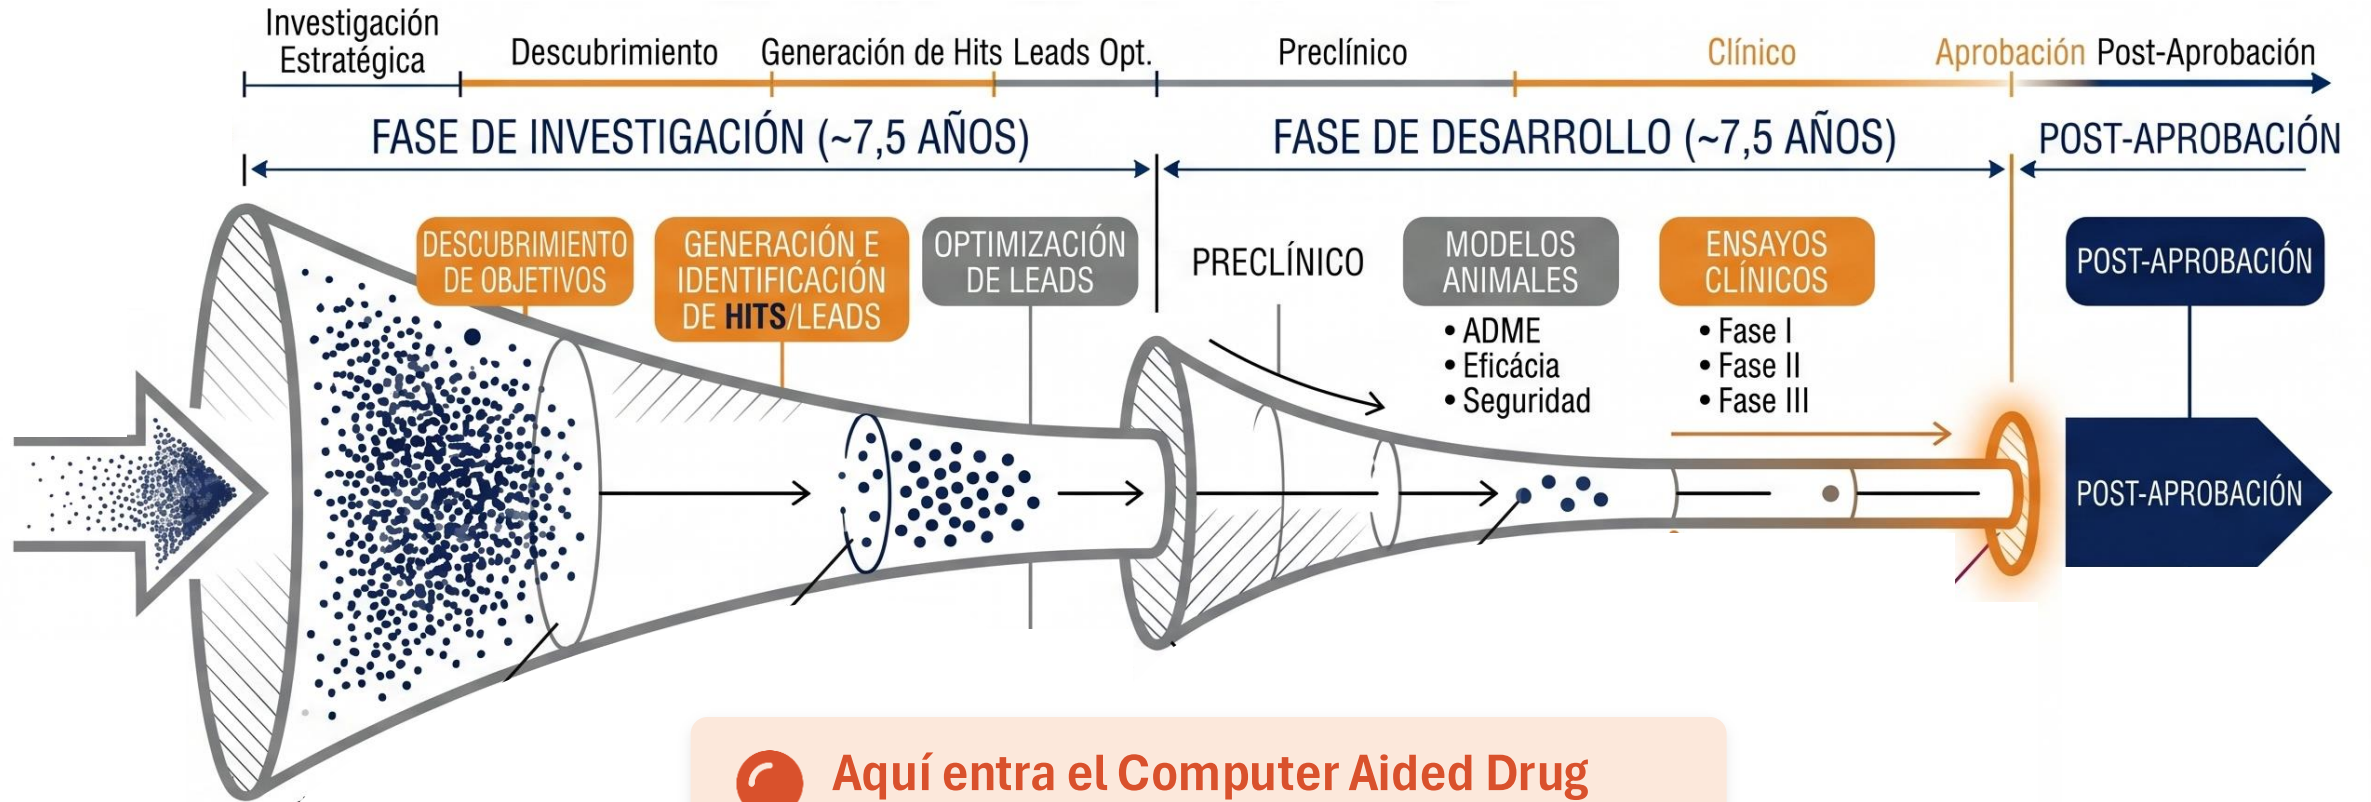 Investigación
Estratégica
Descubrimiento
Generación de Hits
Leads Opt.
Preclínico
Clínico
Aprobación
Post-Aprobación
FASE DE INVESTIGACIÓN (~7,5 AÑOS)
FASE DE DESARROLLO (~7,5 AÑOS)
POST-APROBACIÓN
DESCUBRIMIENTO
DE OBJETIVOS
GENERACIÓN E
IDENTIFICACIÓN
DE HITS/LEADS
OPTIMIZACIÓN
DE LEADS
PRECLÍNICO
MODELOS
ANIMALES
• ADME
• Eficácia
• Seguridad
ENSAYOS
CLÍNICOS
• Fase I
• Fase II
• Fase III
POST-APROBACIÓN
POST-APROBACIÓN
Aquí entra el Computer Aided Drug